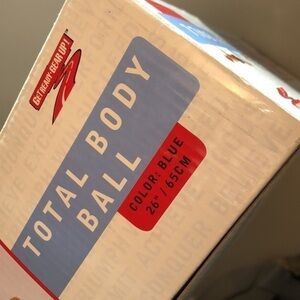 GET READY•GEAR UP!
TOTAL BODY
BALL
COLOR: BLUE
26" / 65CM